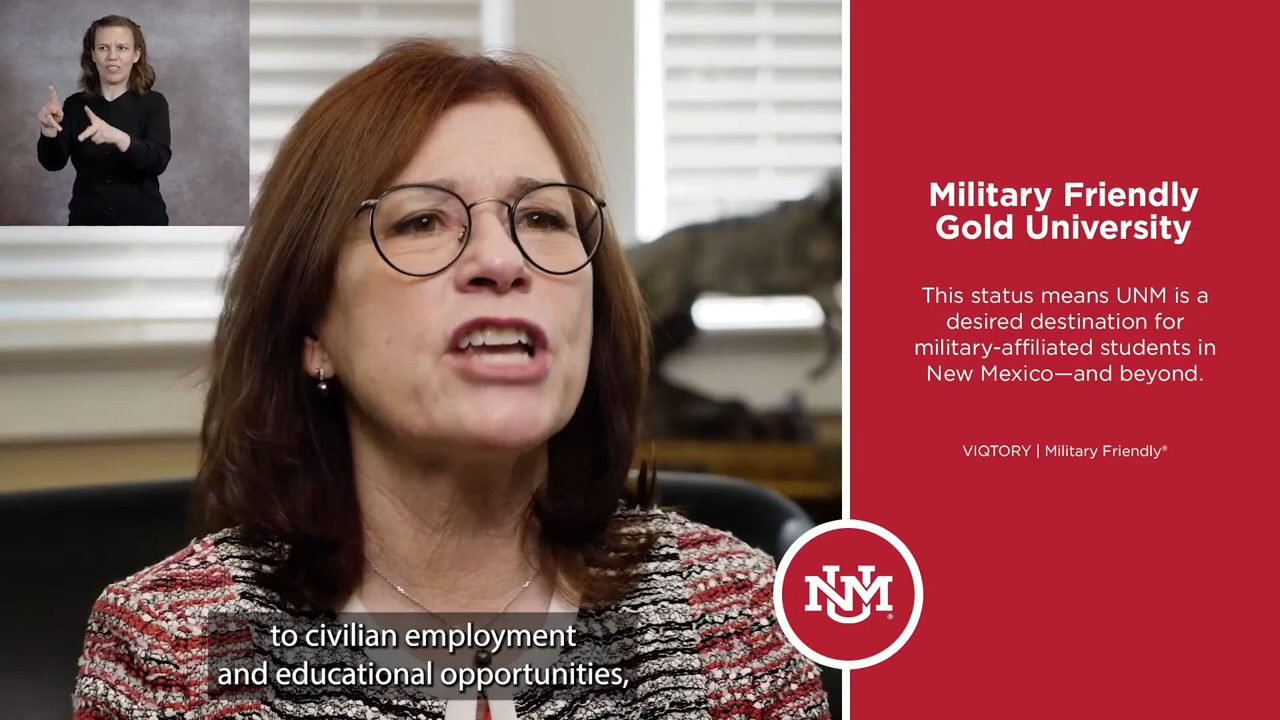 Military Friendly
Gold University
This status means UNM is a
desired destination for
military-affiliated students in
New Mexico—and beyond.
VIQTORY | Military Friendly®
UNM®
to civilian employment
and educational opportunities,